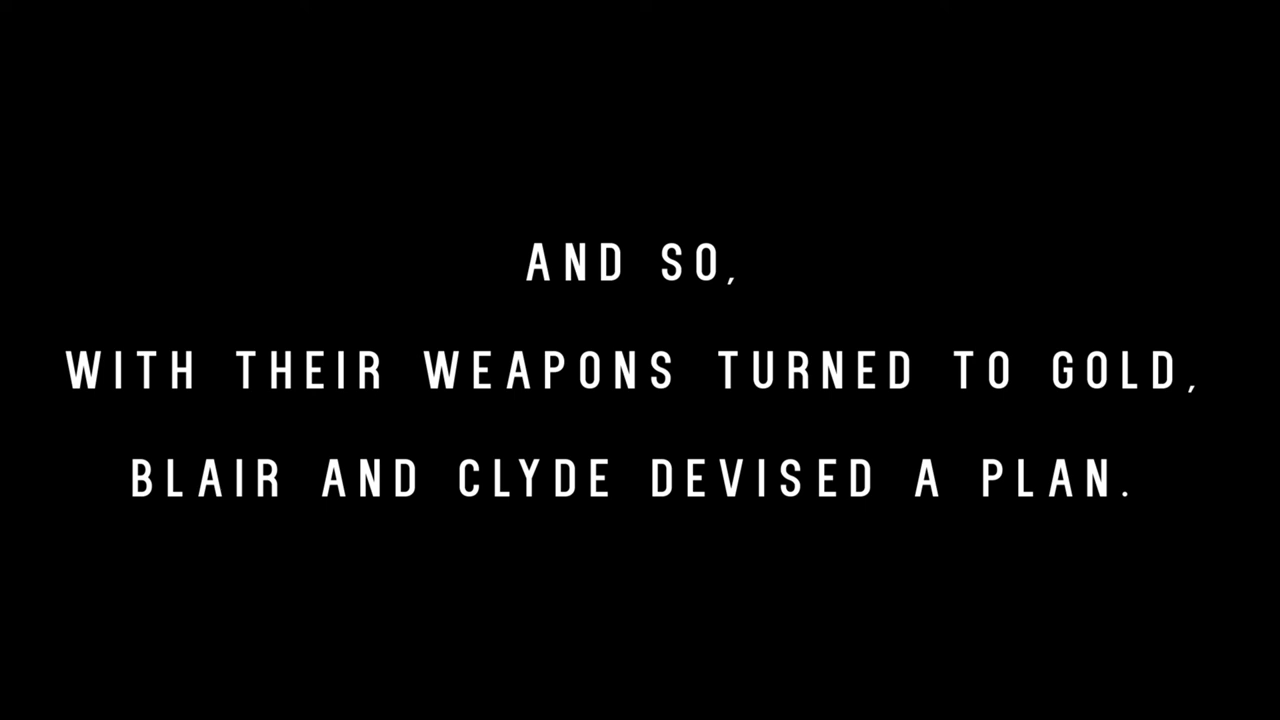 AND SO,
WITH THEIR WEAPONS TURNED TO GOLD,
BLAIR AND CLYDE DEVISED A PLAN.